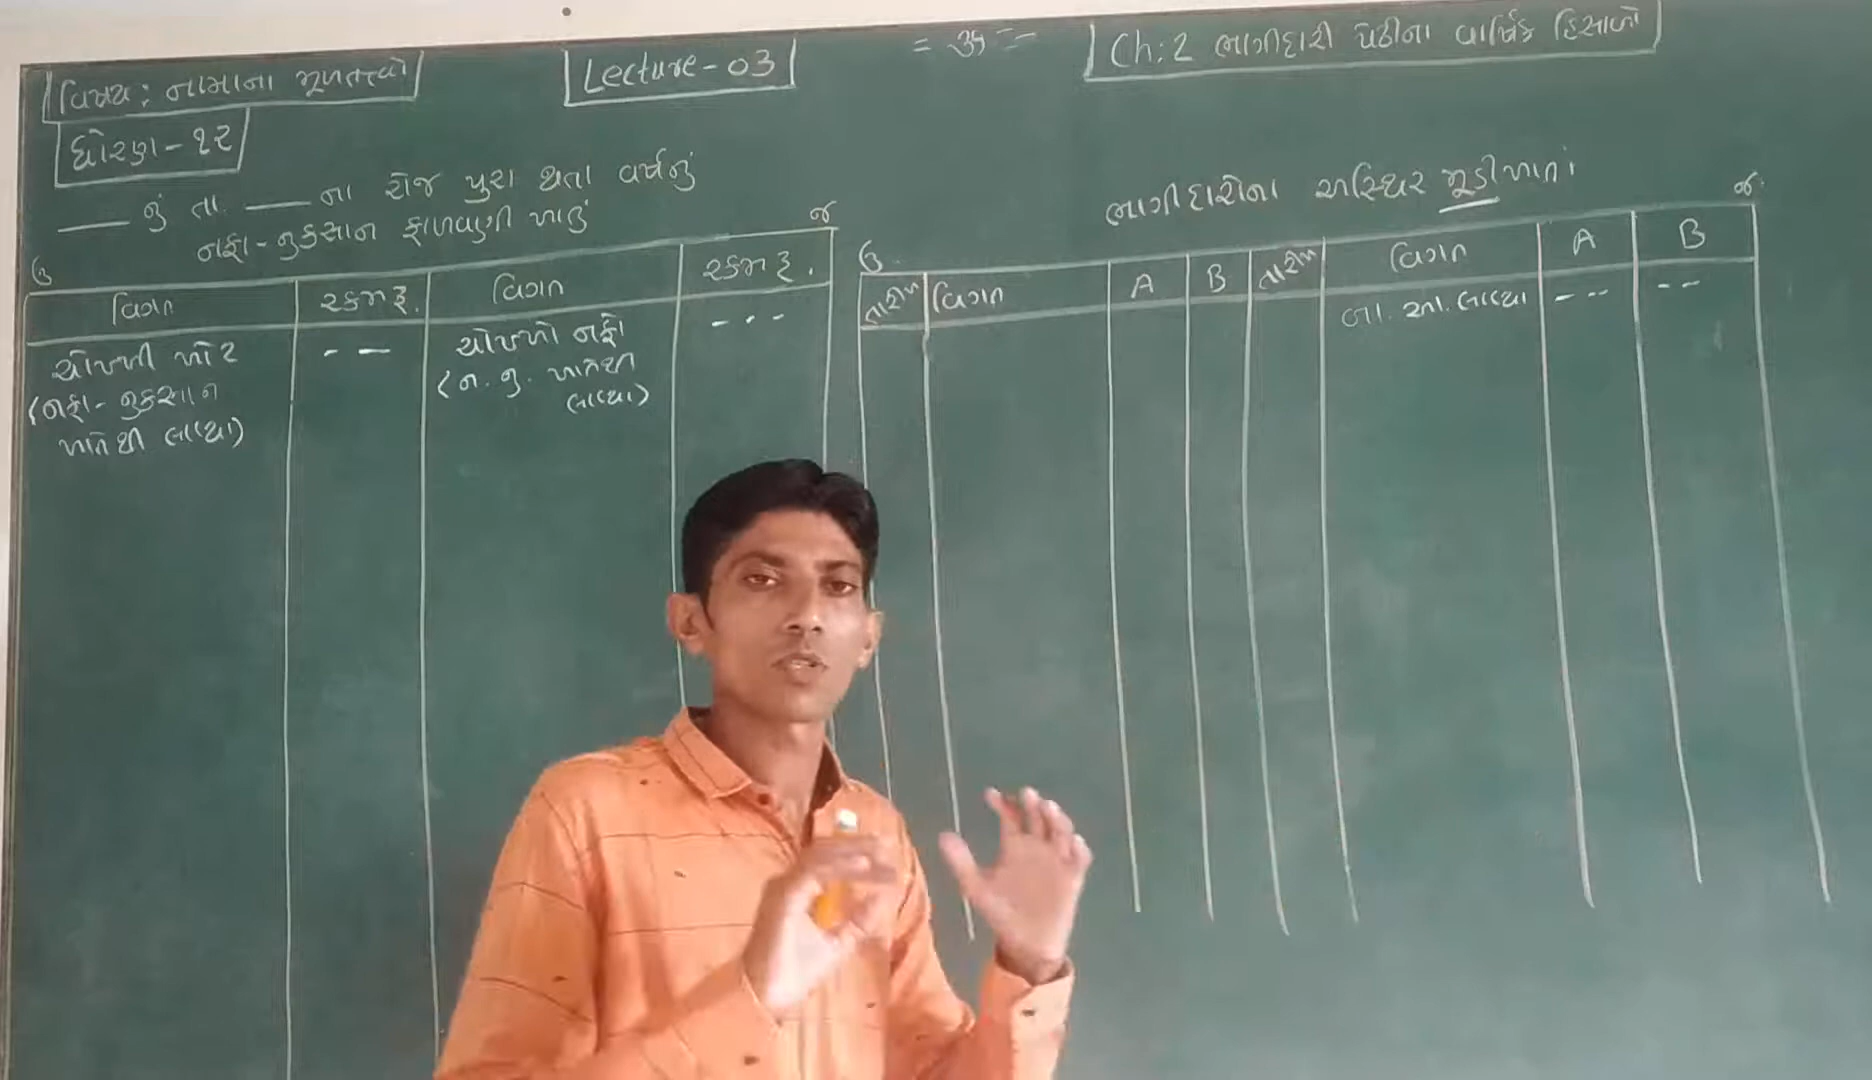 વિષય: નામાના મૂળતત્ત્વો
Lecture-03
= ૐ =
Ch:2 ભાગીદારી પેઢીના વાર્ષિક હિસાબો
ધોરણ-૧૨
___ નું તા. ___ ના રોજ પુરા થતા વર્ષનું
નફા-નુકસાન ફાળવણી ખાતું
ઉ જ
વિગત રકમ રૂ. વિગત રકમ રૂ.
ચોખ્ખી ખોટ -- ચોખ્ખો નફો ---
(નફા-નુકસાન (ન.નુ. ખાતેથી
ખાતેથી લાવ્યા) લાવ્યા)
ભાગીદારોના અસ્થિર મૂડીખાતાં
ઉ જ.
તારીખ વિગત A B તારીખ વિગત A B
બા. આ. લાવ્યા -- --